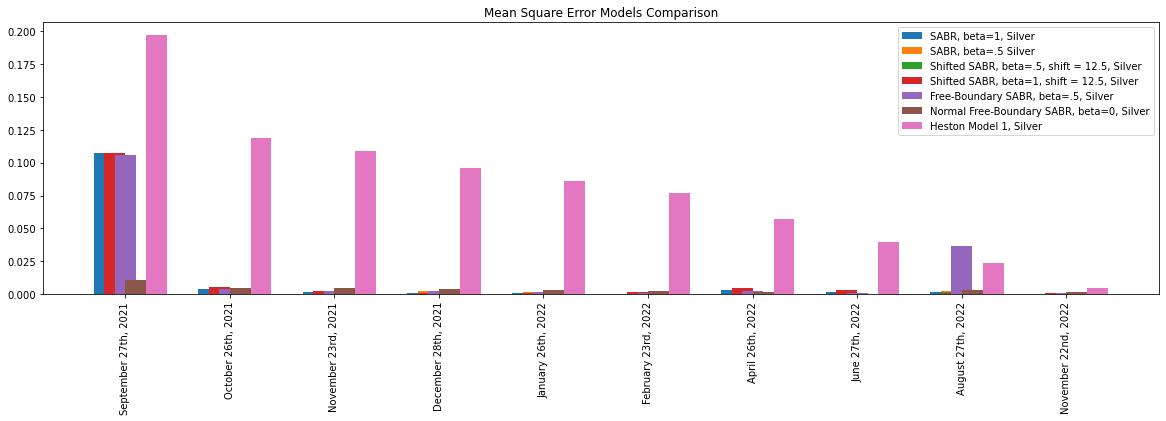 Mean Square Error Models Comparison
0.200
0.175
0.150
0.125
0.100
0.075
0.050
0.025
0.000
SABR, beta=1, Silver
SABR, beta=.5 Silver
Shifted SABR, beta=.5, shift = 12.5, Silver
Shifted SABR, beta=1, shift = 12.5, Silver
Free-Boundary SABR, beta=.5, Silver
Normal Free-Boundary SABR, beta=0, Silver
Heston Model 1, Silver
September 27th, 2021
October 26th, 2021
November 23rd, 2021
December 28th, 2021
January 26th, 2022
February 23rd, 2022
April 26th, 2022
June 27th, 2022
August 27th, 2022
November 22nd, 2022